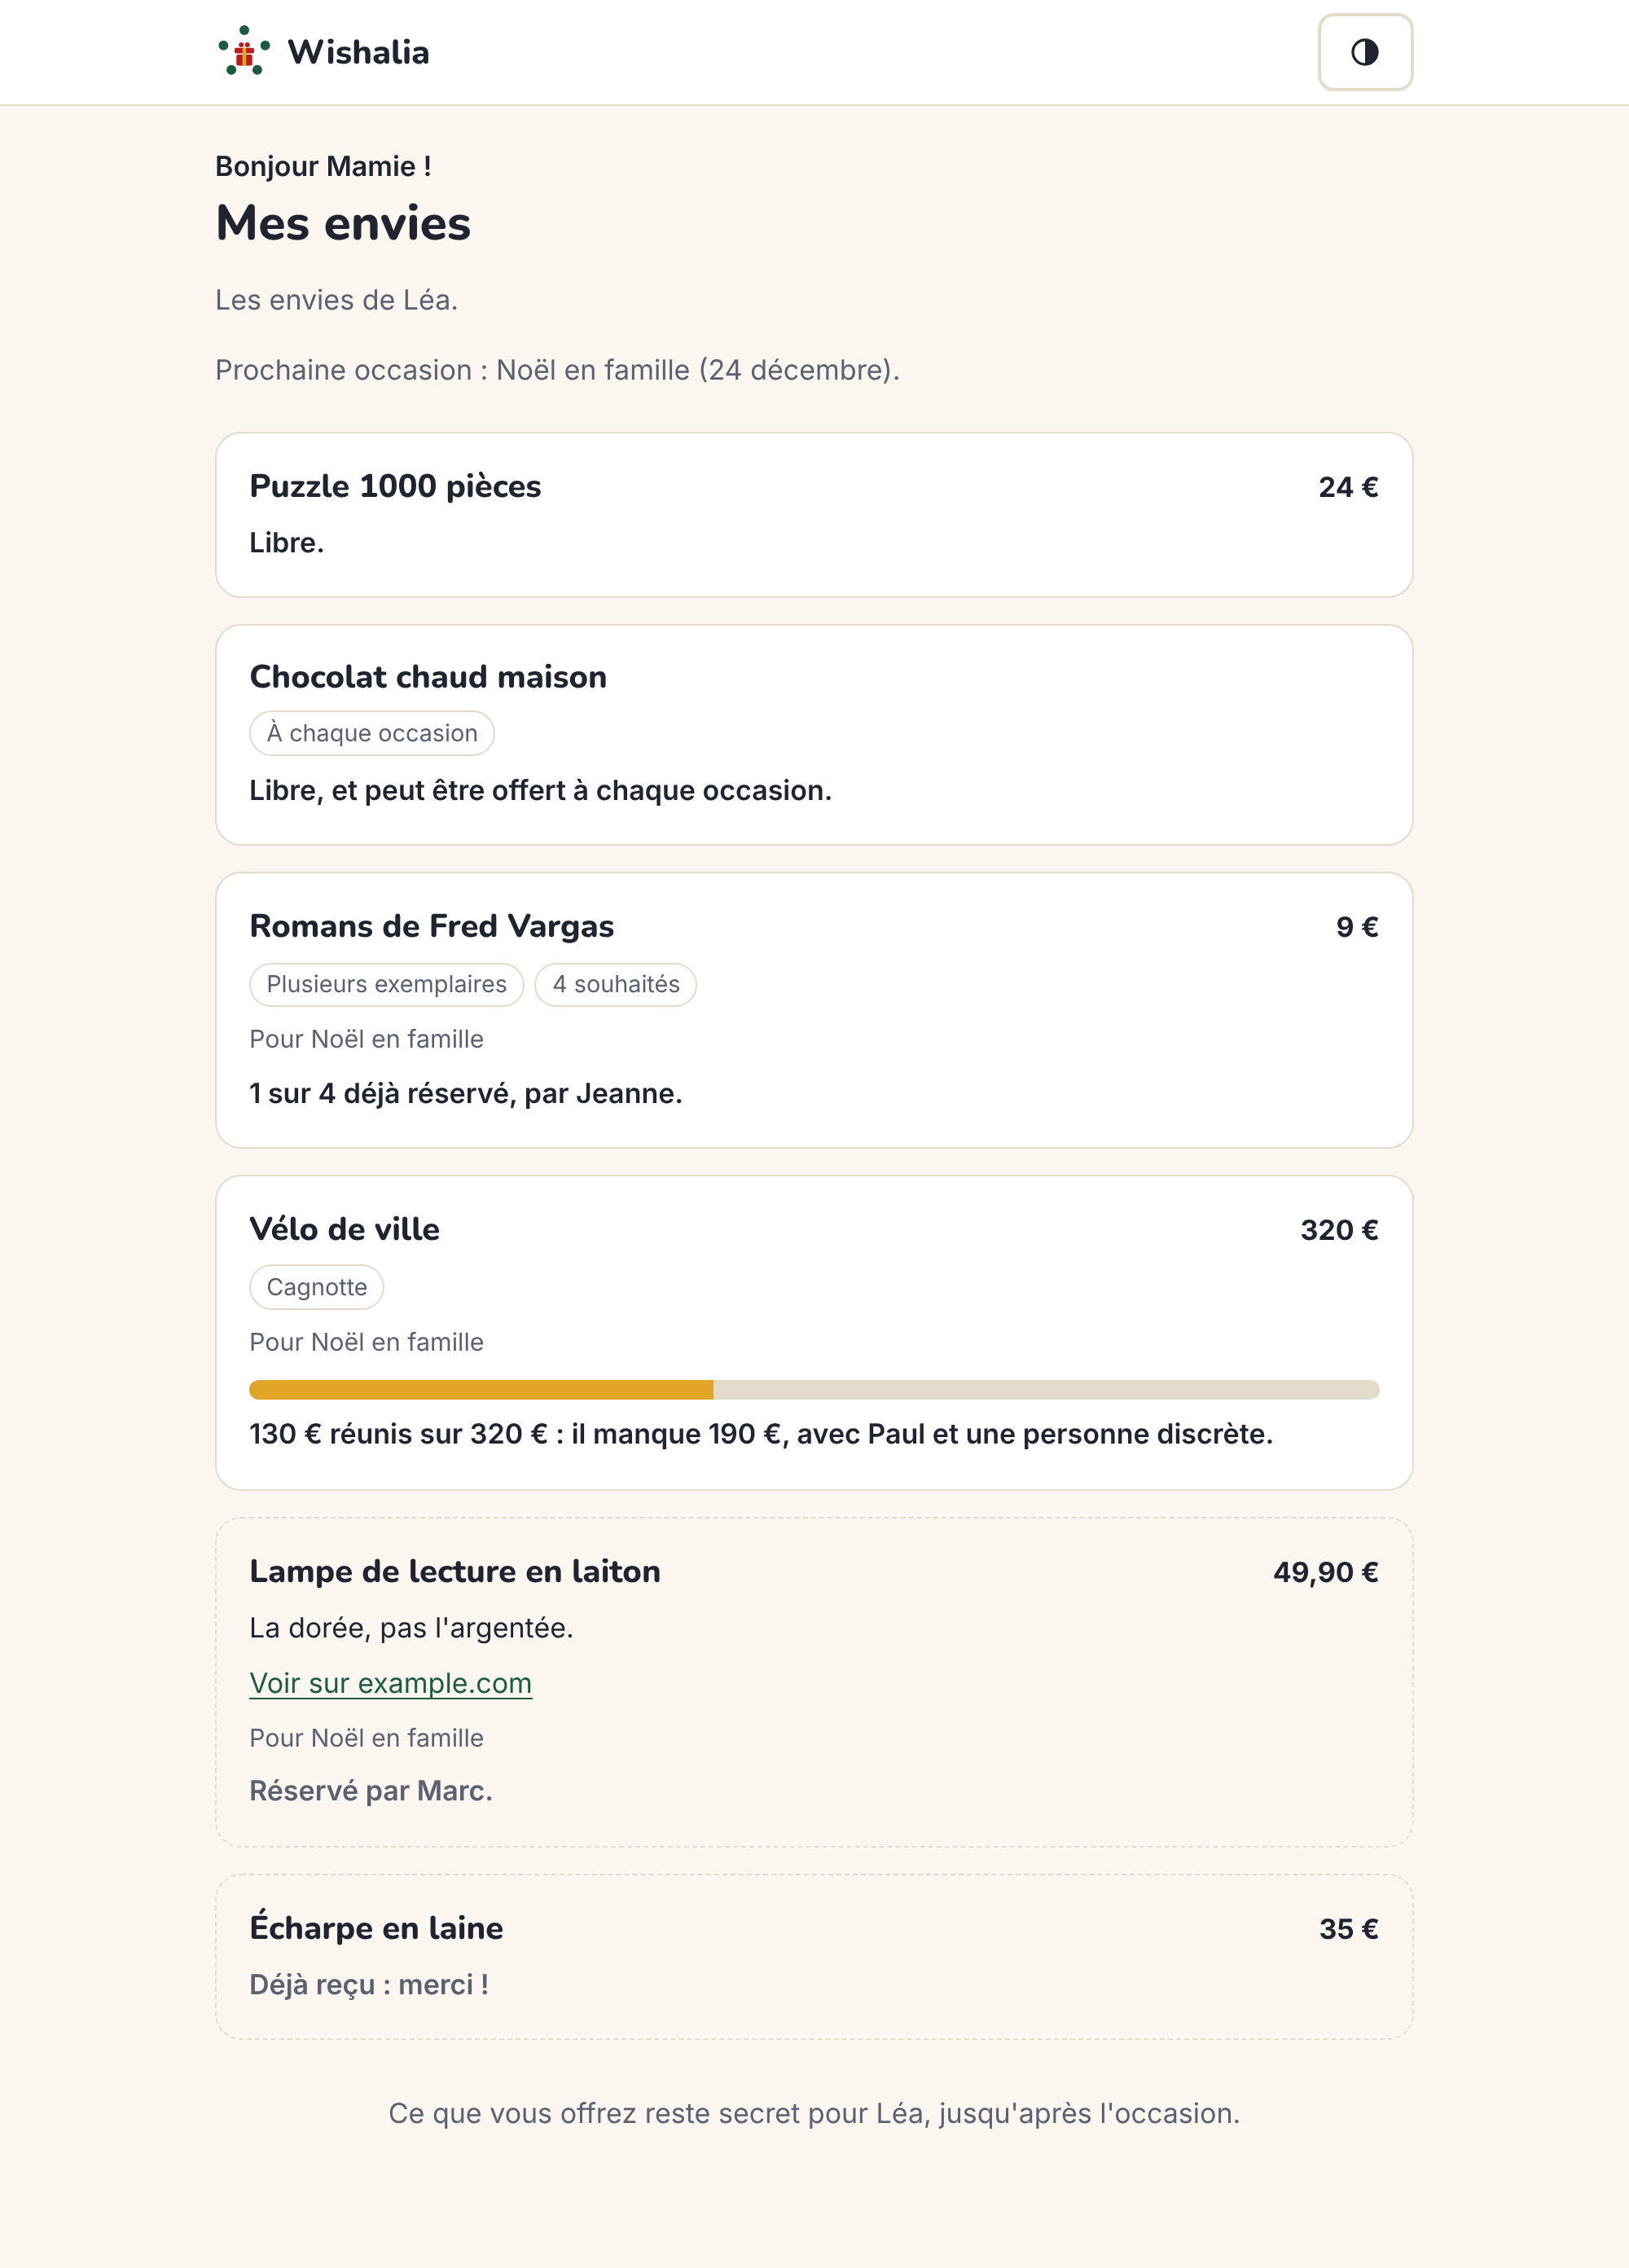 Wishalia
Bonjour Mamie !
Mes envies
Les envies de Léa.
Prochaine occasion : Noël en famille (24 décembre).
Puzzle 1000 pièces
24 €
Libre.
Chocolat chaud maison
À chaque occasion
Libre, et peut être offert à chaque occasion.
Romans de Fred Vargas
9 €
Plusieurs exemplaires
4 souhaités
Pour Noël en famille
1 sur 4 déjà réservé, par Jeanne.
Vélo de ville
320 €
Cagnotte
Pour Noël en famille
130 € réunis sur 320 € : il manque 190 €, avec Paul et une personne discrète.
Lampe de lecture en laiton
49,90 €
La dorée, pas l'argentée.
Voir sur example.com
Pour Noël en famille
Réservé par Marc.
Écharpe en laine
35 €
Déjà reçu : merci !
Ce que vous offrez reste secret pour Léa, jusqu'après l'occasion.